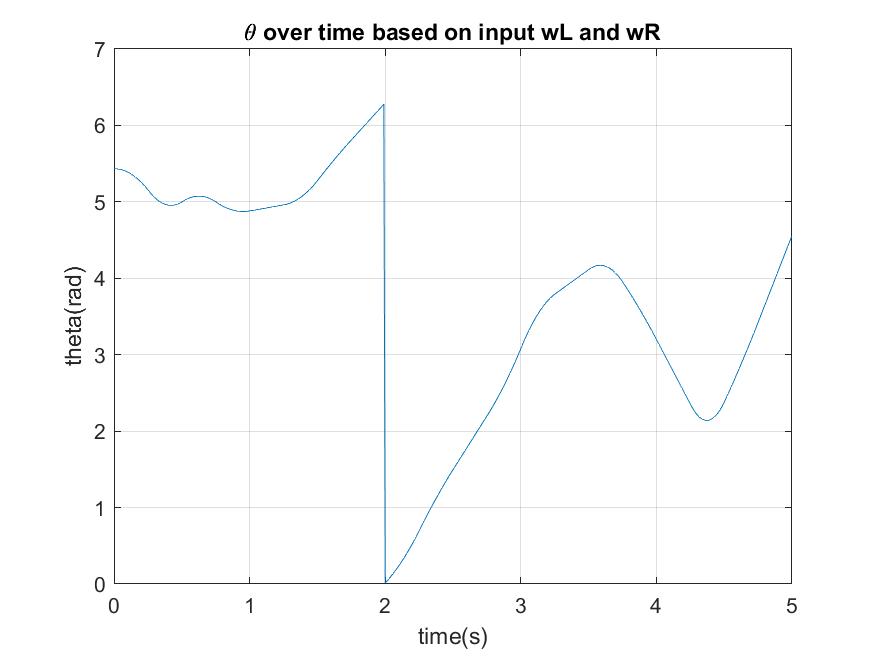 θ over time based on input wL and wR
7
6
5
4
3
2
1
0
theta(rad)
0 1 2 3 4 5
time(s)